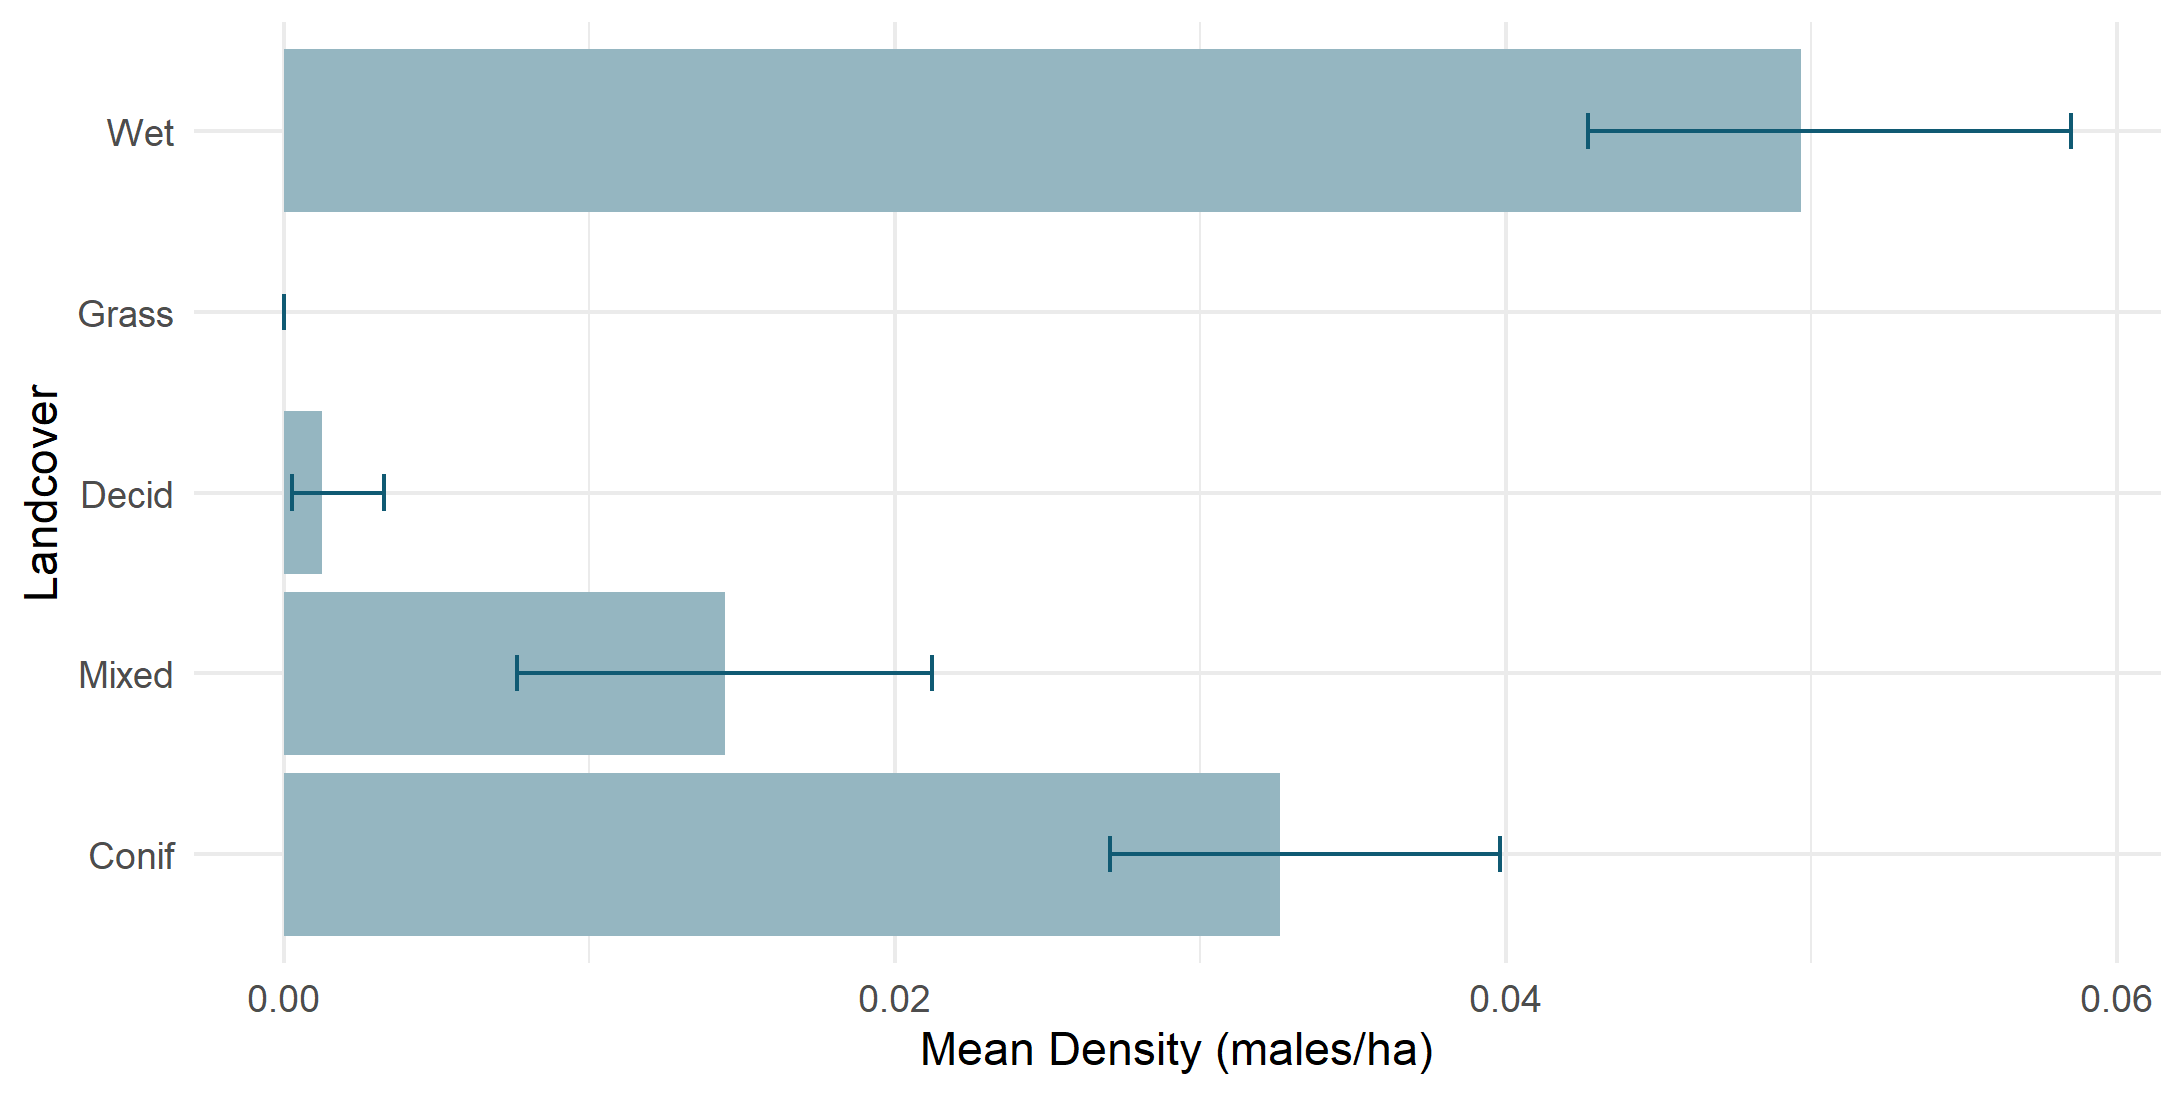 Wet
Grass
Decid
Mixed
Conif
Landcover
0.00 0.02 0.04 0.06
Mean Density (males/ha)